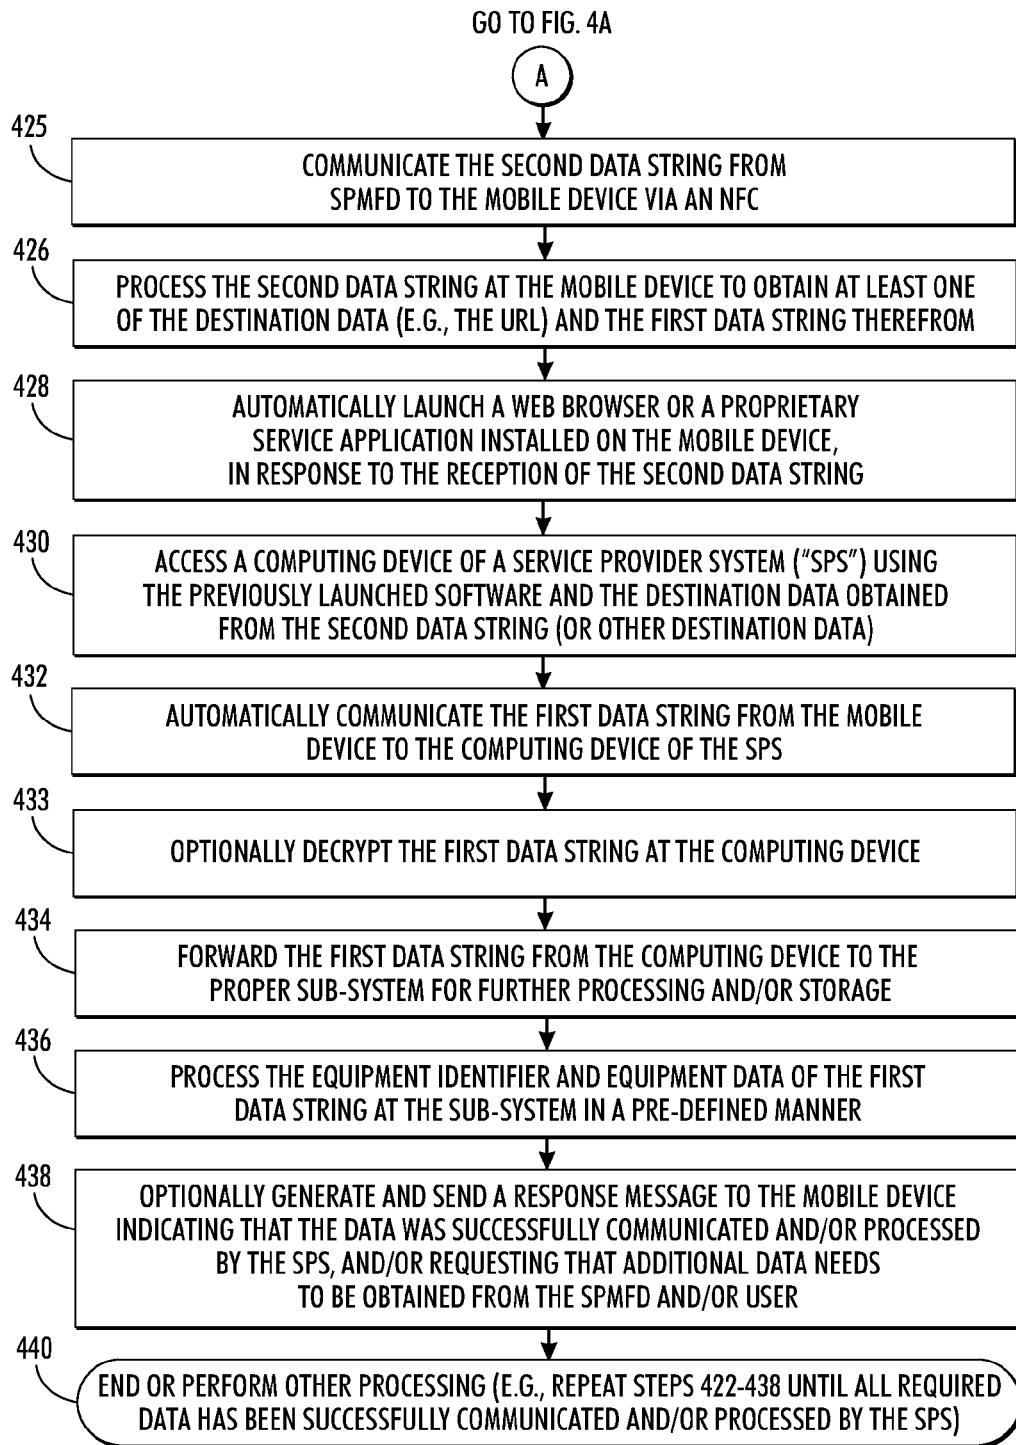 GO TO FIG. 4A
A
425
COMMUNICATE THE SECOND DATA STRING FROM
SPMFD TO THE MOBILE DEVICE VIA AN NFC
426
PROCESS THE SECOND DATA STRING AT THE MOBILE DEVICE TO OBTAIN AT LEAST ONE
OF THE DESTINATION DATA (E.G., THE URL) AND THE FIRST DATA STRING THEREFROM
428
AUTOMATICALLY LAUNCH A WEB BROWSER OR A PROPRIETARY
SERVICE APPLICATION INSTALLED ON THE MOBILE DEVICE,
IN RESPONSE TO THE RECEPTION OF THE SECOND DATA STRING
430
ACCESS A COMPUTING DEVICE OF A SERVICE PROVIDER SYSTEM ("SPS") USING
THE PREVIOUSLY LAUNCHED SOFTWARE AND THE DESTINATION DATA OBTAINED
FROM THE SECOND DATA STRING (OR OTHER DESTINATION DATA)
432
AUTOMATICALLY COMMUNICATE THE FIRST DATA STRING FROM THE MOBILE
DEVICE TO THE COMPUTING DEVICE OF THE SPS
433
OPTIONALLY DECRYPT THE FIRST DATA STRING AT THE COMPUTING DEVICE
434
FORWARD THE FIRST DATA STRING FROM THE COMPUTING DEVICE TO THE
PROPER SUB-SYSTEM FOR FURTHER PROCESSING AND/OR STORAGE
436
PROCESS THE EQUIPMENT IDENTIFIER AND EQUIPMENT DATA OF THE FIRST
DATA STRING AT THE SUB-SYSTEM IN A PRE-DEFINED MANNER
438
OPTIONALLY GENERATE AND SEND A RESPONSE MESSAGE TO THE MOBILE DEVICE
INDICATING THAT THE DATA WAS SUCCESSFULLY COMMUNICATED AND/OR PROCESSED
BY THE SPS, AND/OR REQUESTING THAT ADDITIONAL DATA NEEDS
TO BE OBTAINED FROM THE SPMFD AND/OR USER
440
END OR PERFORM OTHER PROCESSING (E.G., REPEAT STEPS 422-438 UNTIL ALL REQUIRED
DATA HAS BEEN SUCCESSFULLY COMMUNICATED AND/OR PROCESSED BY THE SPS)